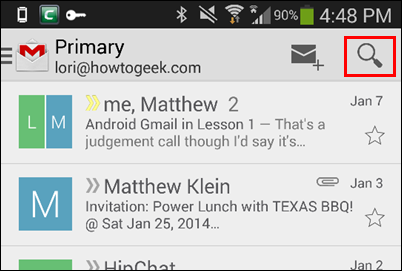 90% 4:48 PM
Primary
lori@howtogeek.com
L M
me, Matthew 2 Jan 7
Android Gmail in Lesson 1 — That's a
judgement call though I'd say it's...
M
Matthew Klein Jan 3
Invitation: Power Lunch with TEXAS BBQ!
@ Sat Jan 25, 2014...
HipChat